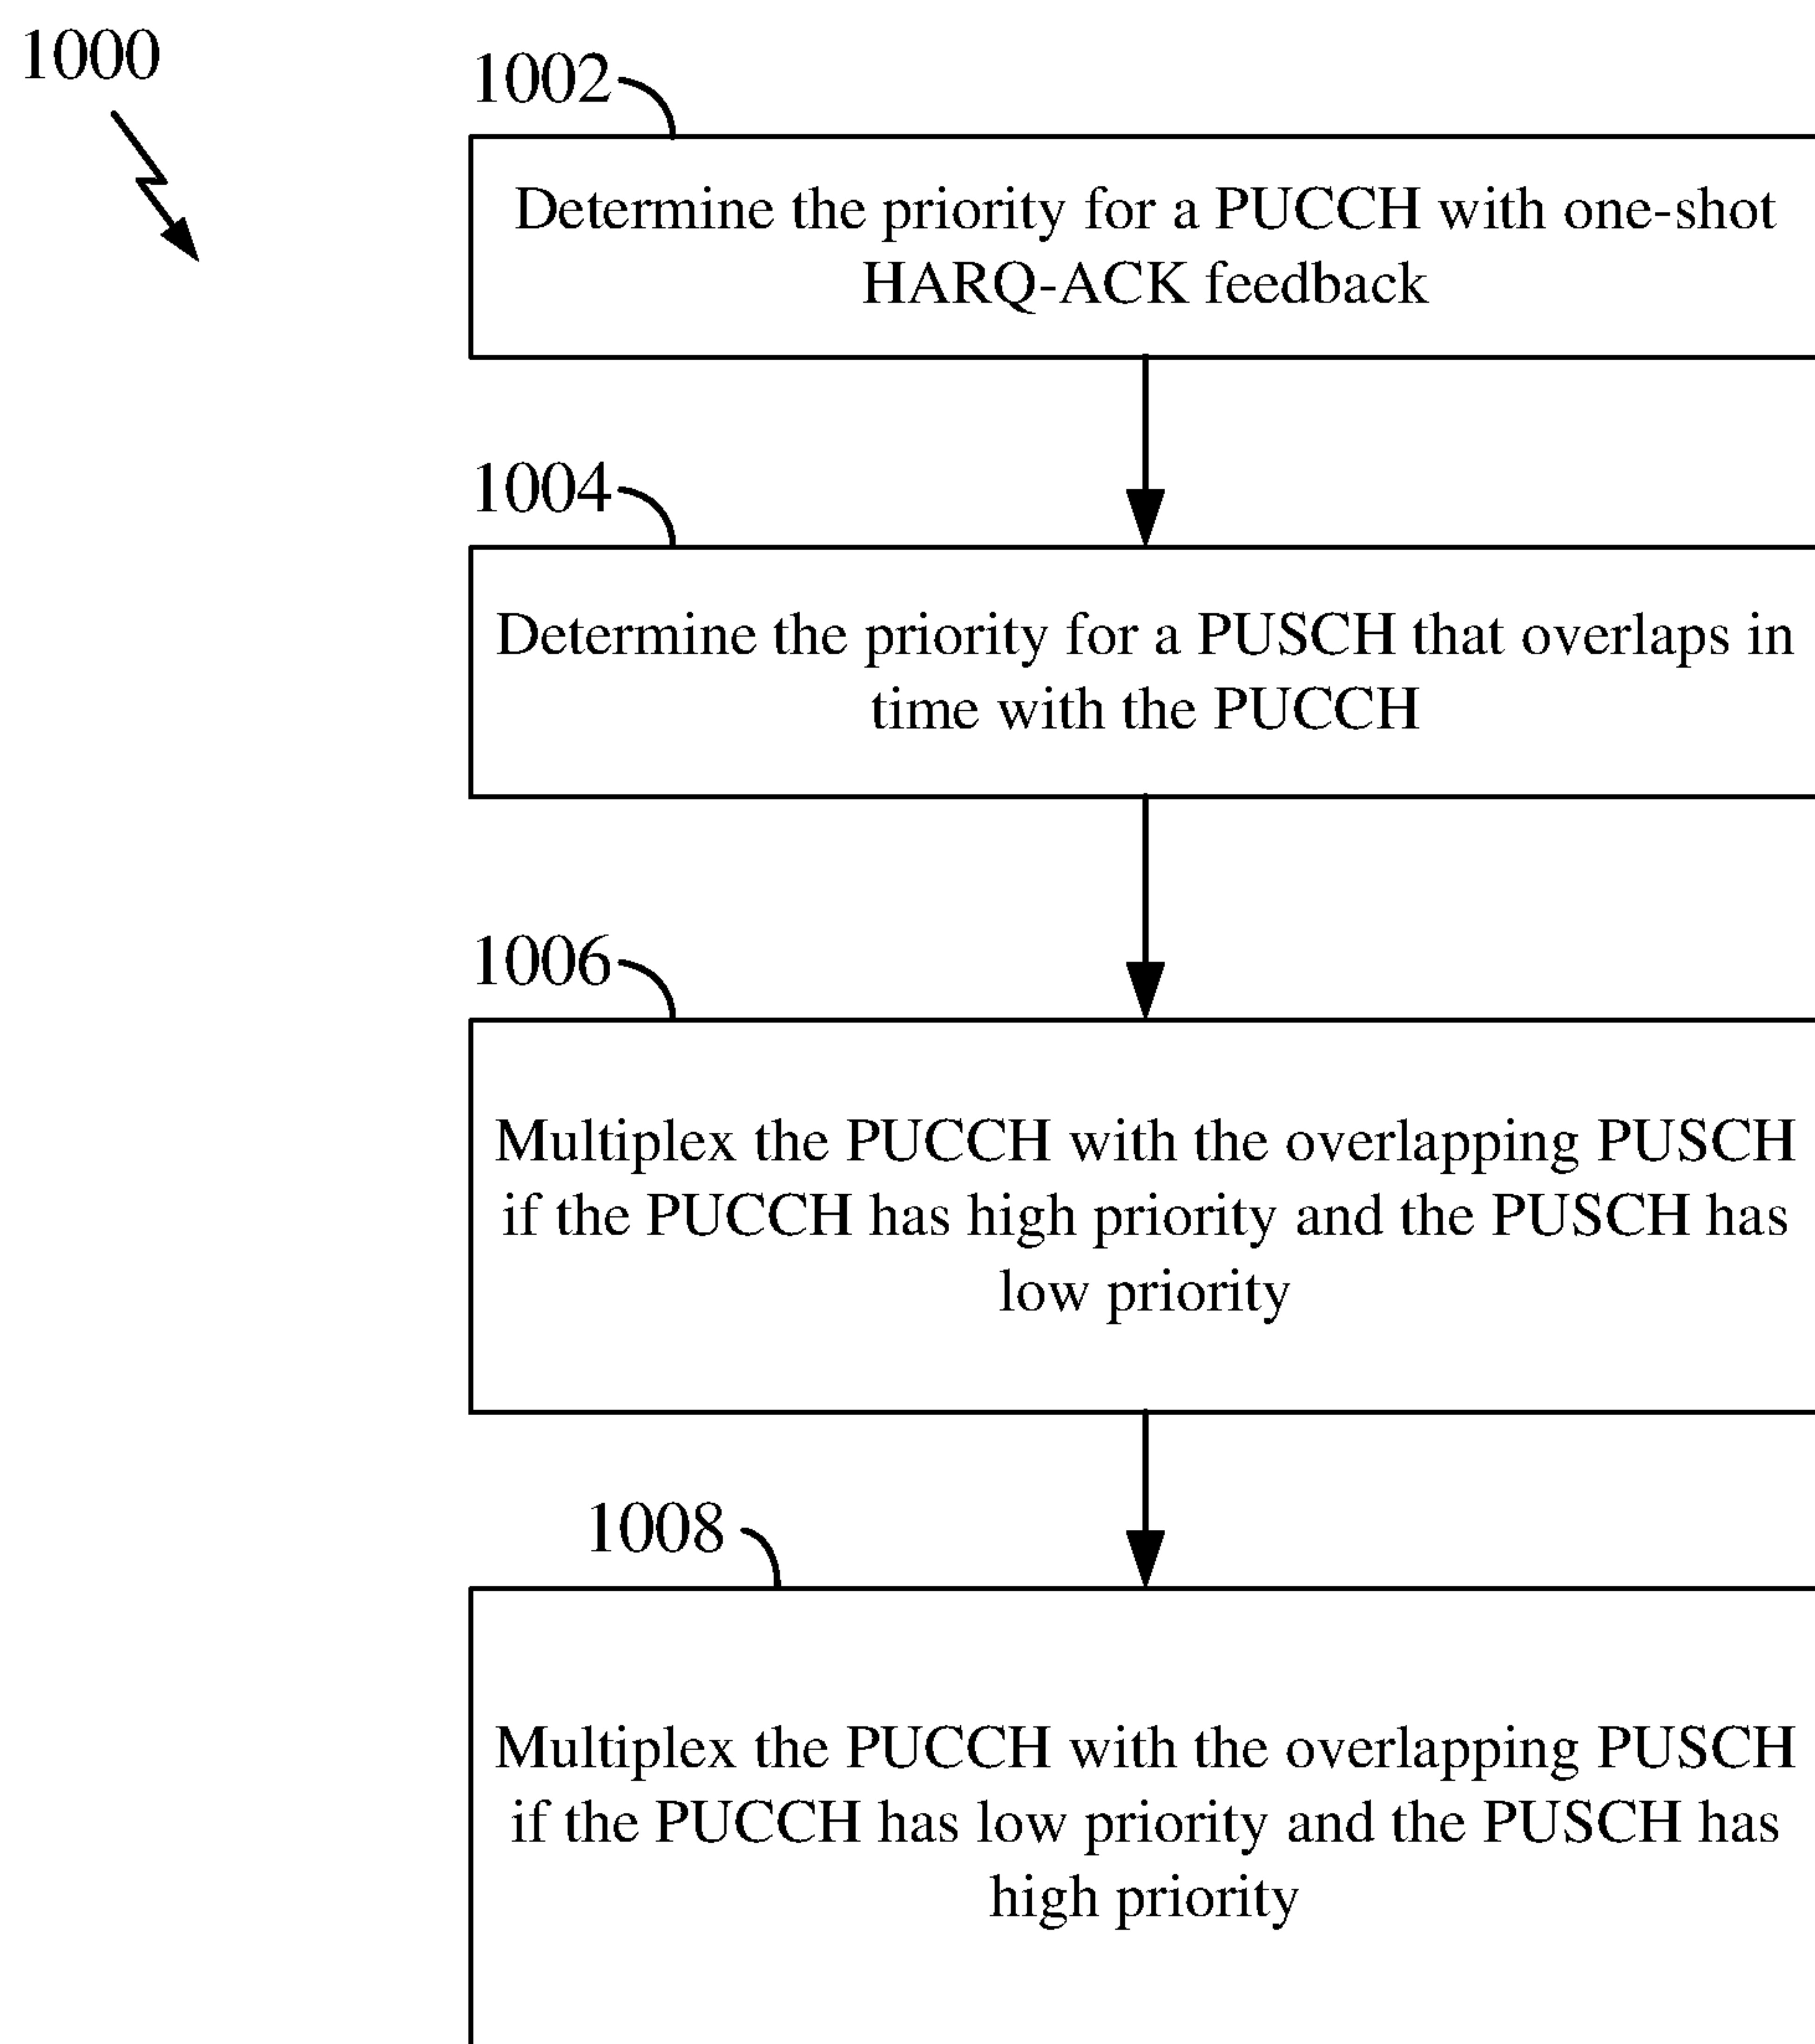 1000
1002
Determine the priority for a PUCCH with one-shot
HARQ-ACK feedback
1004
Determine the priority for a PUSCH that overlaps in
time with the PUCCH
1006
Multiplex the PUCCH with the overlapping PUSCH
if the PUCCH has high priority and the PUSCH has
low priority
1008
Multiplex the PUCCH with the overlapping PUSCH
if the PUCCH has low priority and the PUSCH has
high priority